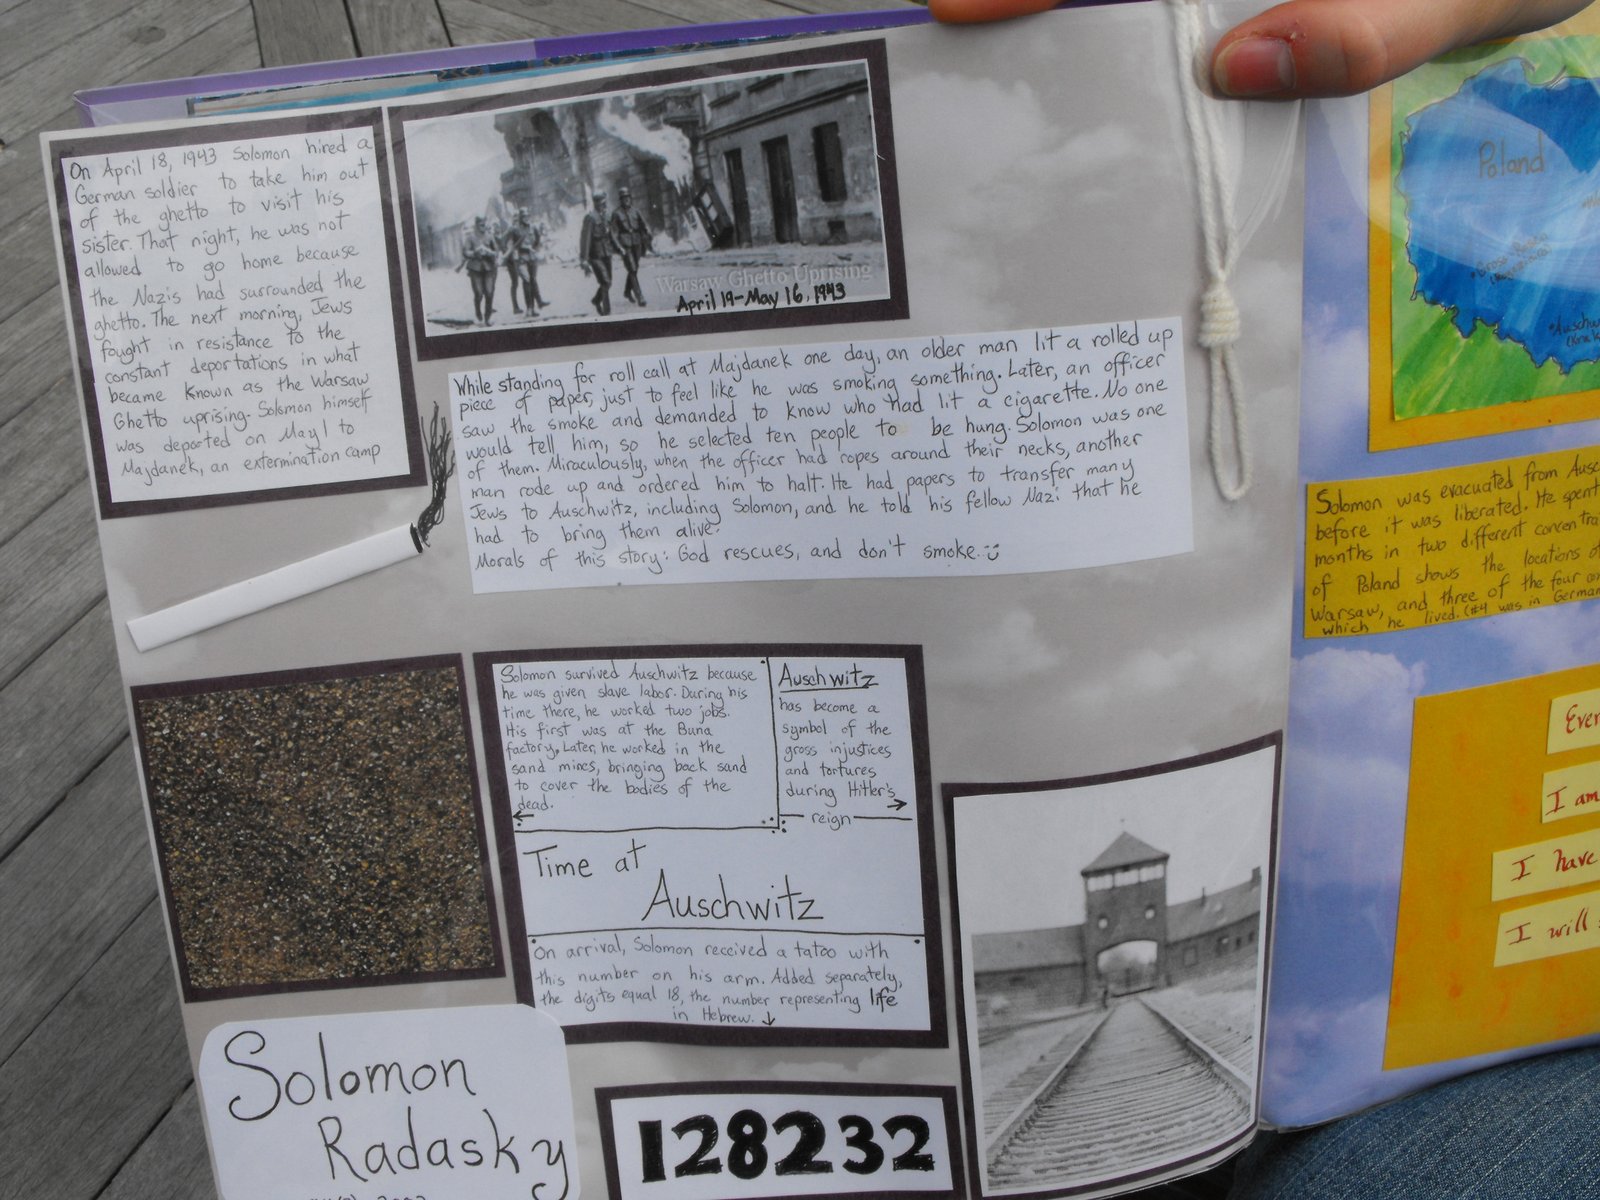 On April 18, 1943 Solomon hired a
German soldier to take him out
of the ghetto to visit his
sister. That night, he was not
allowed to go home because
the Nazis had surrounded the
ghetto. The next morning, Jews
fought in resistance to the
constant deportations in what
became known as the Warsaw
Ghetto uprising. Solomon himself
was deported on May 1 to
Majdanek, an extermination camp
Warsaw Ghetto Uprising
April 19-May 16, 1943
While standing for roll call at Majdanek one day, an older man lit a rolled up
piece of paper, just to feel like he was smoking something. Later, an officer
saw the smoke and demanded to know who had lit a cigarette. No one
would tell him, so he selected ten people to be hung. Solomon was one
of them. Miraculously, when the officer had ropes around their necks, another
man rode up and ordered him to halt. He had papers to transfer many
Jews to Auschwitz, including Solomon, and he told his fellow Nazi that he
had to bring them alive.
Morals of this story: God rescues, and don't smoke.
Solomon survived Auschwitz because
he was given slave labor. During his
time there, he worked two jobs.
His first was at the Buna
factory. Later, he worked in the
sand mines, bringing back sand
to cover the bodies of the
dead.
Auschwitz
has become a
symbol of the
gross injustices
and tortures
during Hitler's
reign
Time at
Auschwitz
On arrival, Solomon received a tatoo with
this number on his arm. Added separately,
the digits equal 18, the number representing life
in Hebrew.
Solomon
Radasky
128232
Poland
Solomon was evacuated from
before it was liberated. He spent
months in two different
of Poland shows the locations of
Warsaw, and three of the four
which he lived. (#4 was in
I am
I have
I will